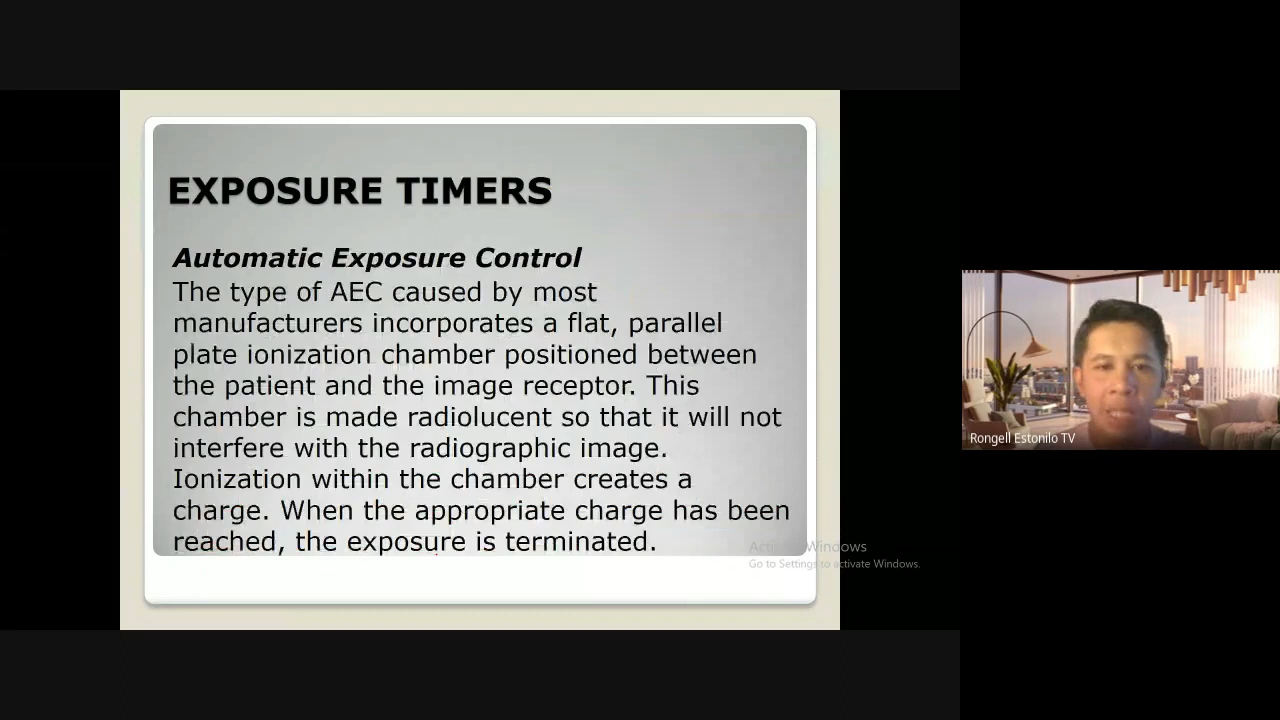 EXPOSURE TIMERS
Automatic Exposure Control
The type of AEC caused by most
manufacturers incorporates a flat, parallel
plate ionization chamber positioned between
the patient and the image receptor. This
chamber is made radiolucent so that it will not
interfere with the radiographic image.
Ionization within the chamber creates a
charge. When the appropriate charge has been
reached, the exposure is terminated.
Activate Windows
Go to Settings to activate Windows.
Rongell Estonilo TV